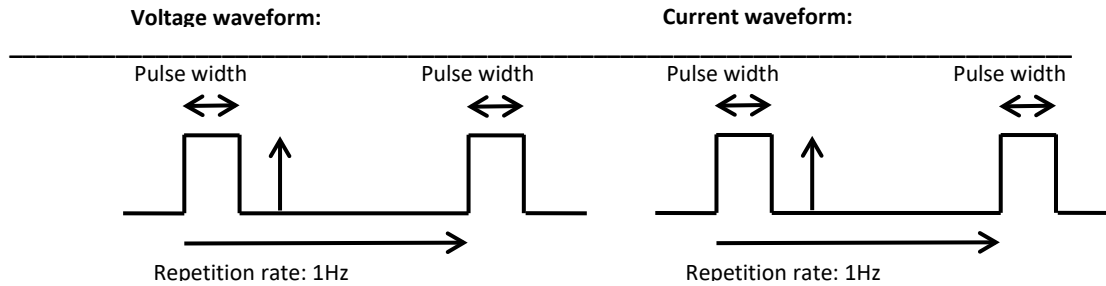 Voltage waveform:
Current waveform:
Pulse width
Pulse width
Pulse width
Pulse width
Repetition rate: 1Hz
Repetition rate: 1Hz